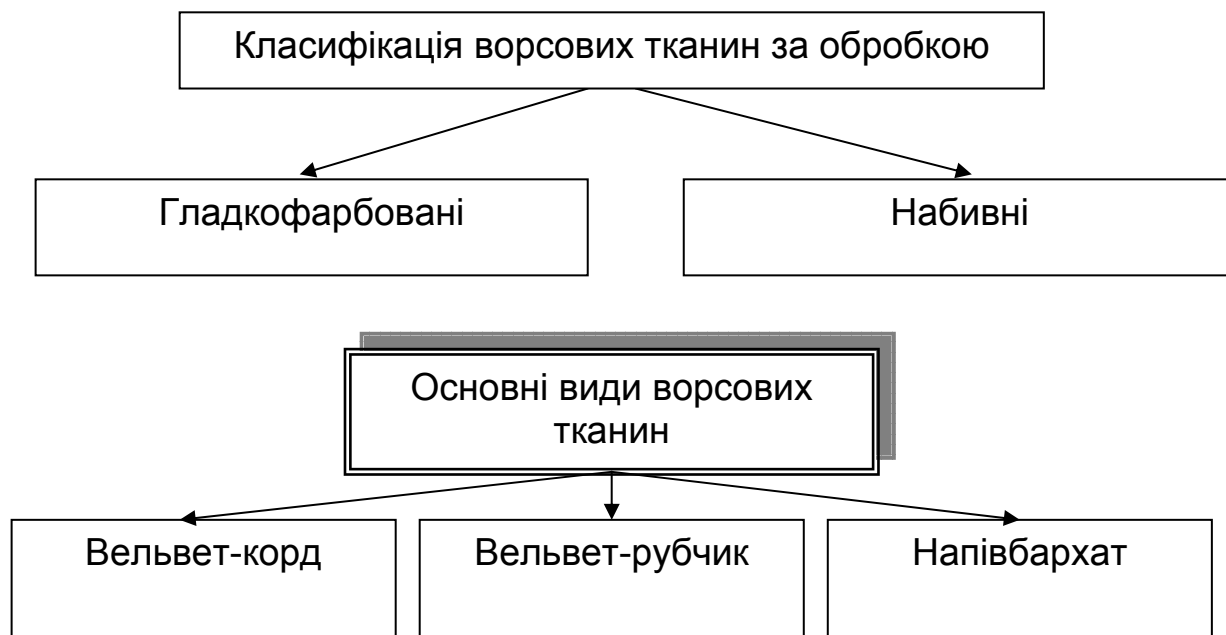 Класифікація ворсових тканин за обробкою
Гладкофарбовані
Набивні
Основні види ворсових
тканин
Вельвет-корд
Вельвет-рубчик
Напівбархат